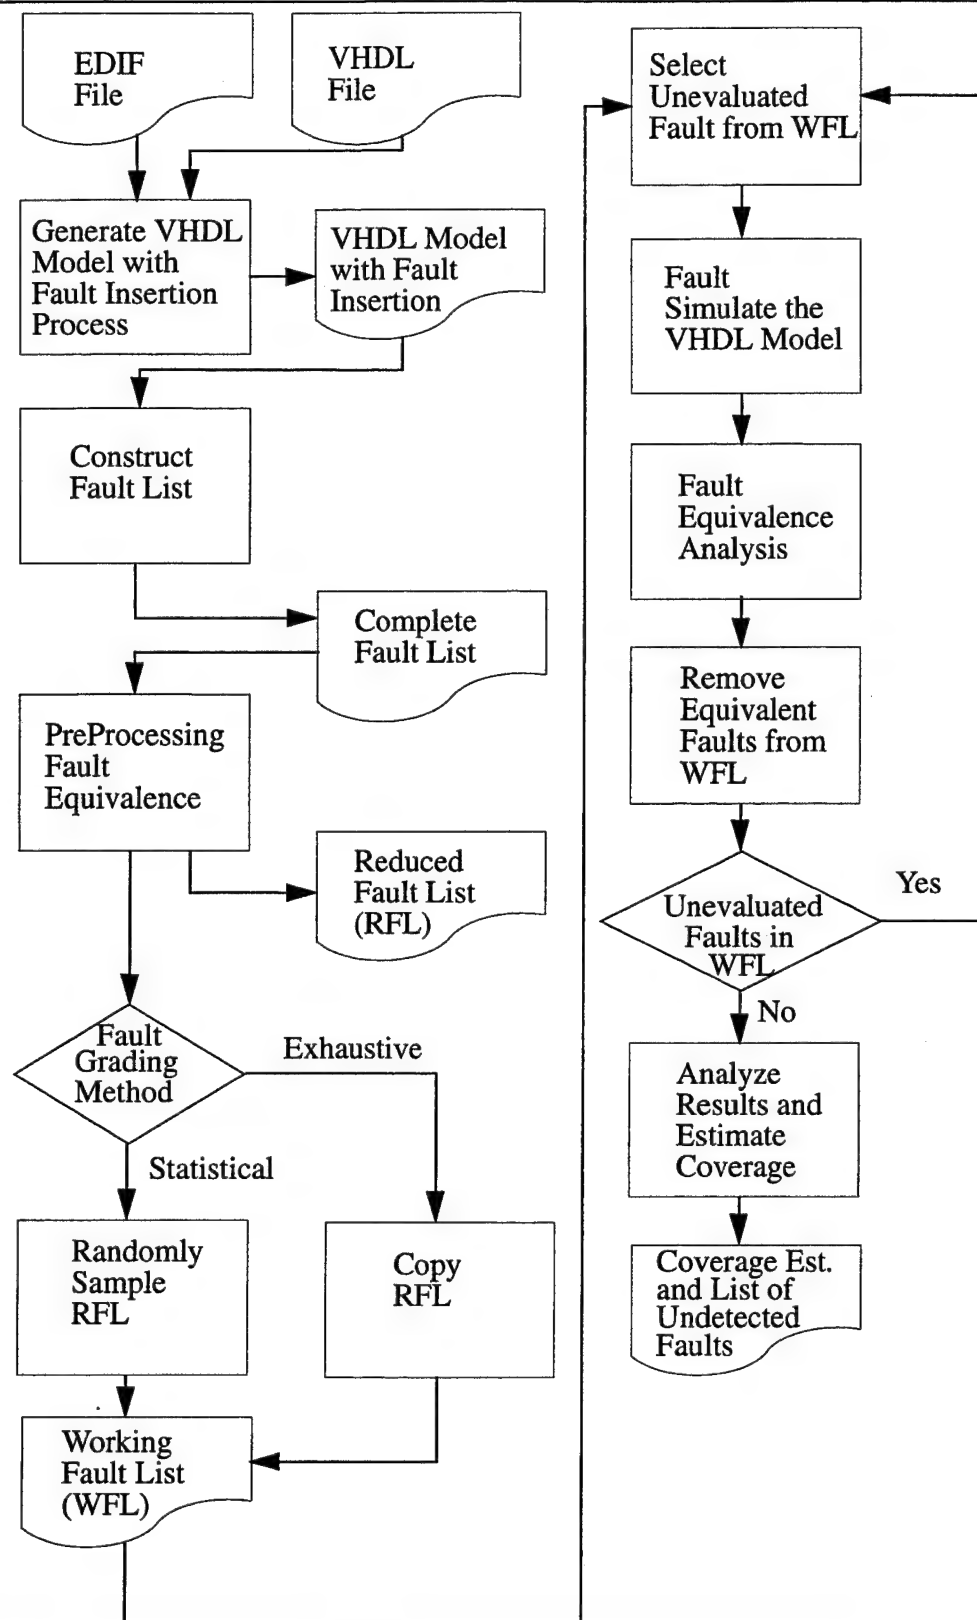 EDIF
File
VHDL
File
Generate VHDL
Model with
Fault Insertion
Process
VHDL Model
with Fault
Insertion
Construct
Fault List
Complete
Fault List
PreProcessing
Fault
Equivalence
Reduced
Fault List
(RFL)
Fault
Grading
Method
Exhaustive
Statistical
Randomly
Sample
RFL
Copy
RFL
Working
Fault List
(WFL)
Select
Unevaluated
Fault from WFL
Fault
Simulate the
VHDL Model
Fault
Equivalence
Analysis
Remove
Equivalent
Faults from
WFL
Unevaluated
Faults in
WFL
Yes
No
Analyze
Results and
Estimate
Coverage
Coverage Est.
and List of
Undetected
Faults